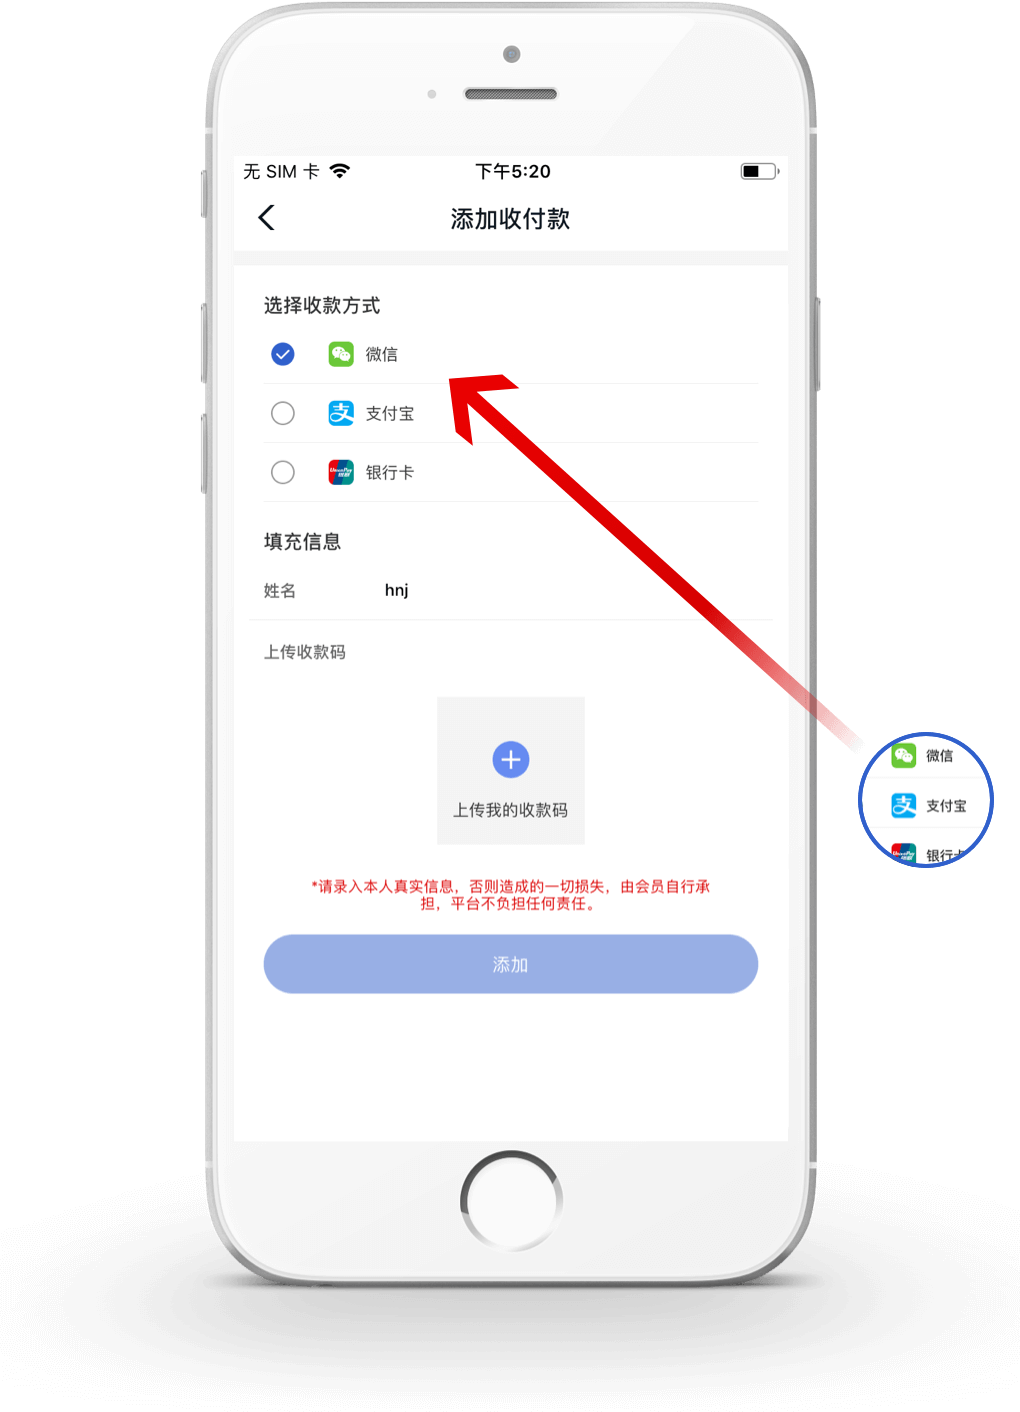 无 SIM 卡
下午5:20
添加收付款
选择收款方式
微信
支付宝
银行卡
填充信息
姓名 hnj
上传收款码
上传我的收款码
*请录入本人真实信息，否则造成的一切损失，由会员自行承
担，平台不负担任何责任。
添加
微信
支付宝
银行卡